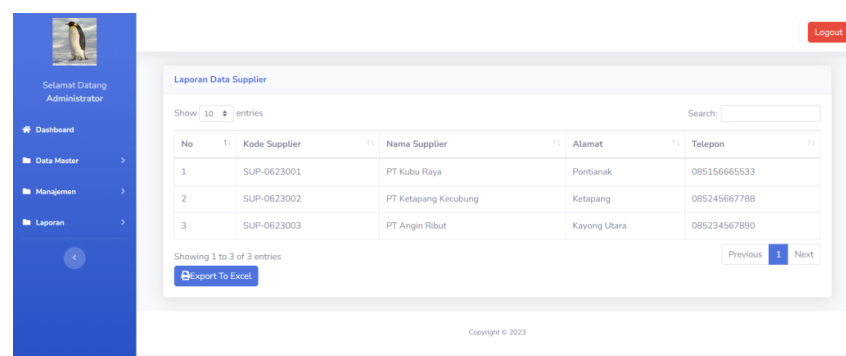 Logout
Selamat Datang
Administrator
Dashboard
Data Master
Manajemen
Laporan
Laporan Data Supplier
Show 10 entries
Search:
No Kode Supplier Nama Supplier Alamat Telepon
1 SUP-0623001 PT Kubu Raya Pontianak 085156665533
2 SUP-0623002 PT Ketapang Kecubung Ketapang 085245667788
3 SUP-0623003 PT Angin Ribut Kayong Utara 085234567890
Showing 1 to 3 of 3 entries
Previous 1 Next
Export To Excel
Copyright © 2023